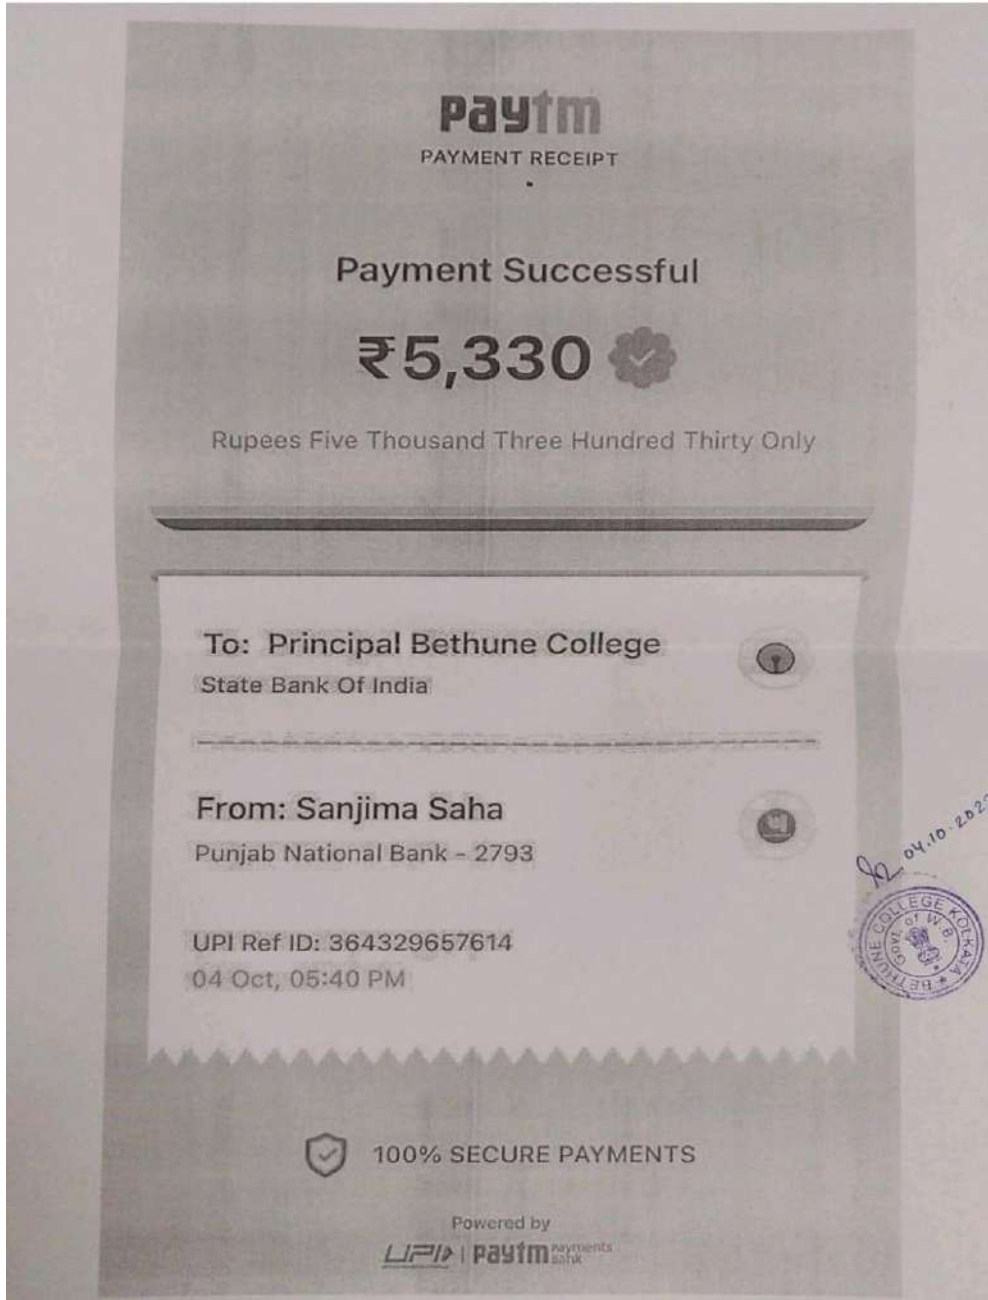 paytm
PAYMENT RECEIPT
Payment Successful
₹5,330
Rupees Five Thousand Three Hundred Thirty Only
To: Principal Bethune College
State Bank Of India
From: Sanjima Saha
Punjab National Bank - 2793
04.10.202
UPI Ref ID: 364329657614
04 Oct, 05:40 PM
BETHUNE COLLEGE KOLKATA *
GOVT. of W.B.
100% SECURE PAYMENTS
Powered by
UPI | paytm payments bank